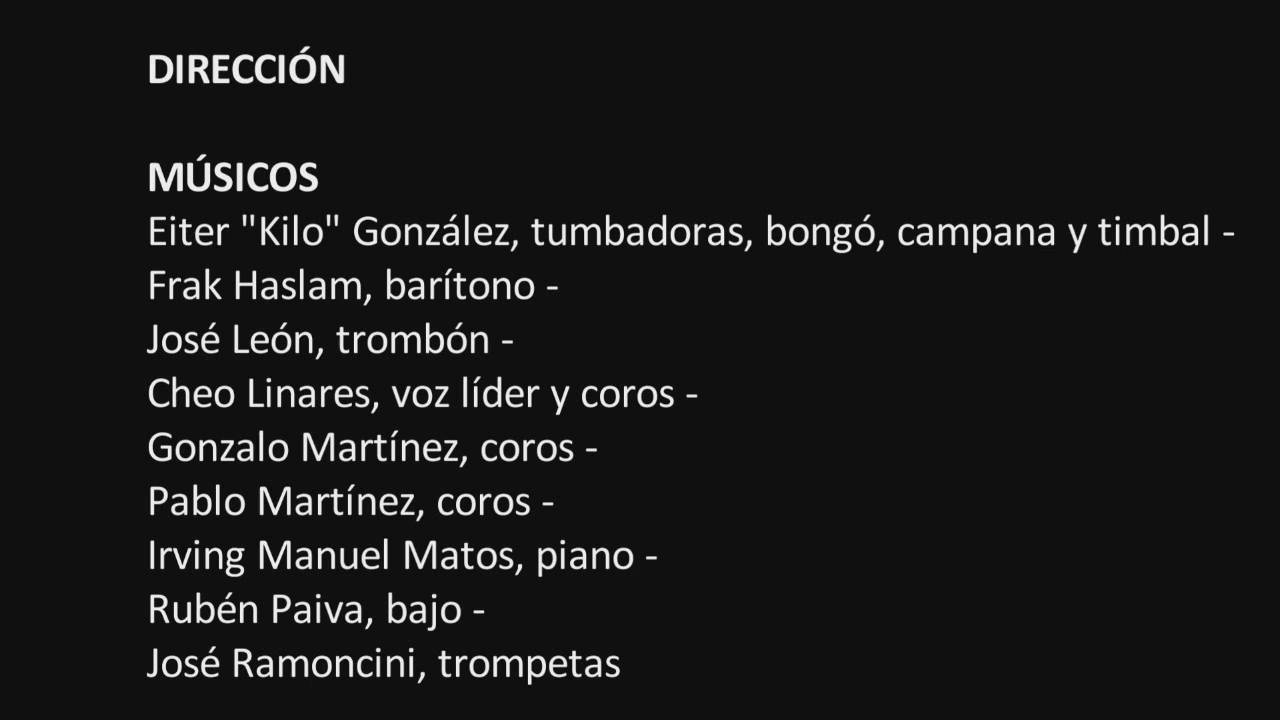 DIRECCIÓN
MÚSICOS
Eiter "Kilo" González, tumbadoras, bongó, campana y timbal -
Frak Haslam, barítono -
José León, trombón -
Cheo Linares, voz líder y coros -
Gonzalo Martínez, coros -
Pablo Martínez, coros -
Irving Manuel Matos, piano -
Rubén Paiva, bajo -
José Ramoncini, trompetas